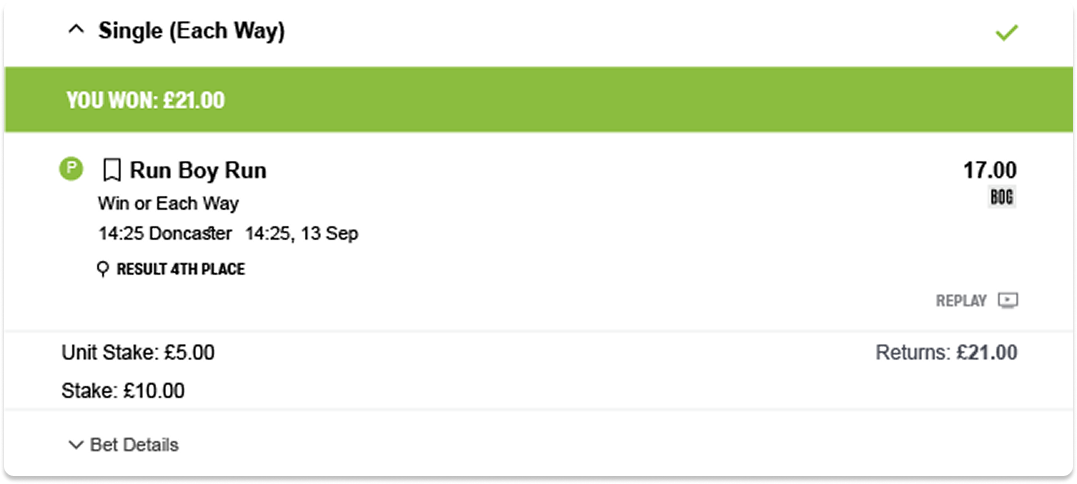 Single (Each Way)
YOU WON: £21.00
P Run Boy Run 17.00
Win or Each Way BOG
14:25 Doncaster 14:25, 13 Sep
RESULT 4TH PLACE
REPLAY
Unit Stake: £5.00 Returns: £21.00
Stake: £10.00
Bet Details